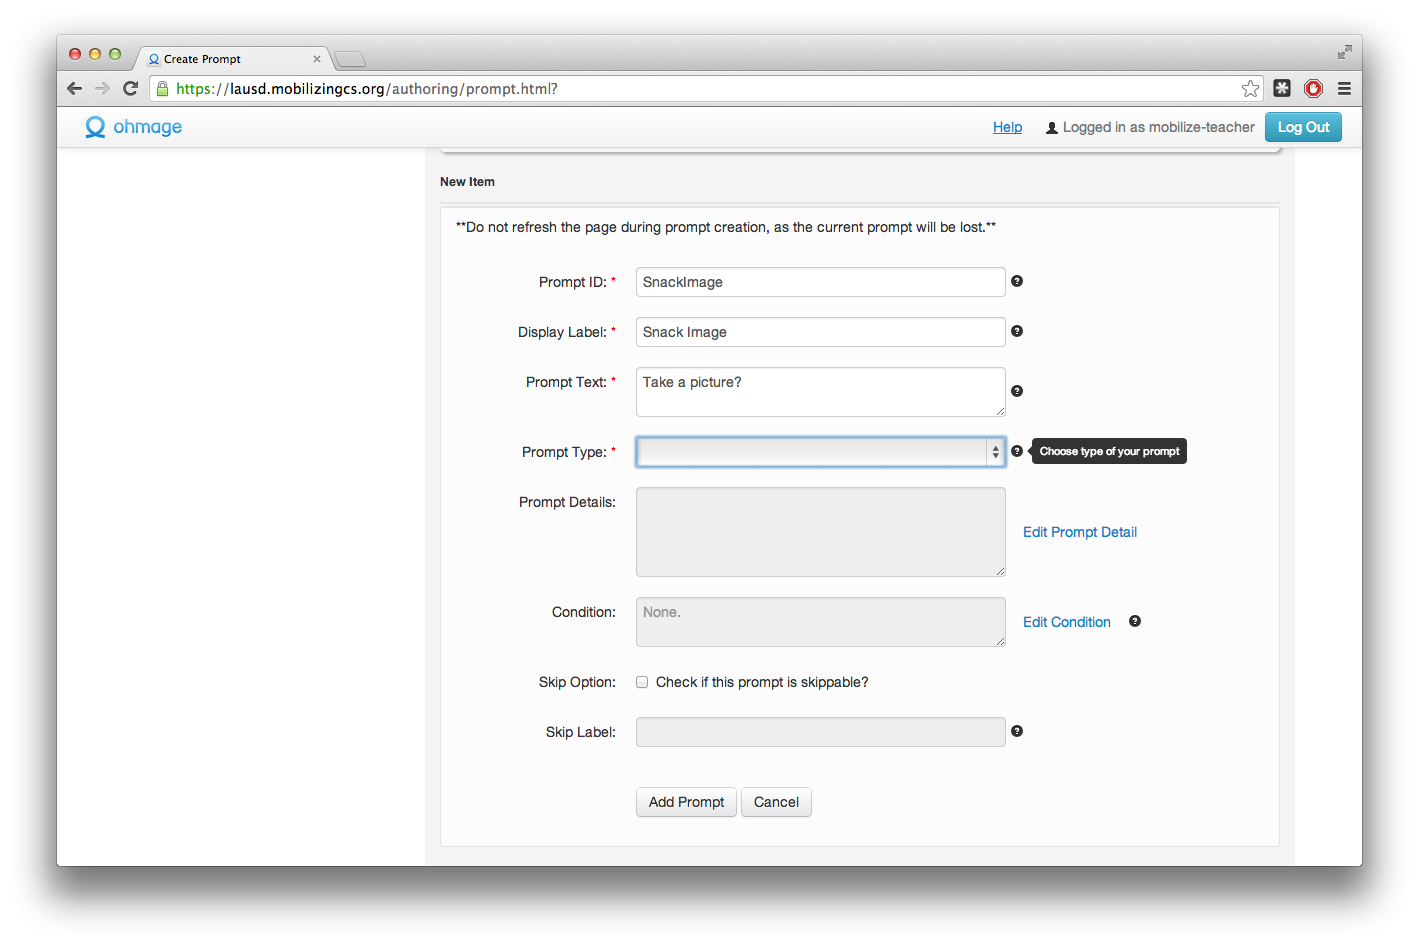 Create Prompt
https://lausd.mobilizingcs.org/authoring/prompt.html?
ohmage
Help
Logged in as mobilize-teacher
Log Out
New Item
**Do not refresh the page during prompt creation, as the current prompt will be lost.**
Prompt ID: * SnackImage
Display Label: * Snack Image
Prompt Text: * Take a picture?
Prompt Type: * Choose type of your prompt
Prompt Details:
Edit Prompt Detail
Condition: None.
Edit Condition
Skip Option: Check if this prompt is skippable?
Skip Label:
Add Prompt Cancel